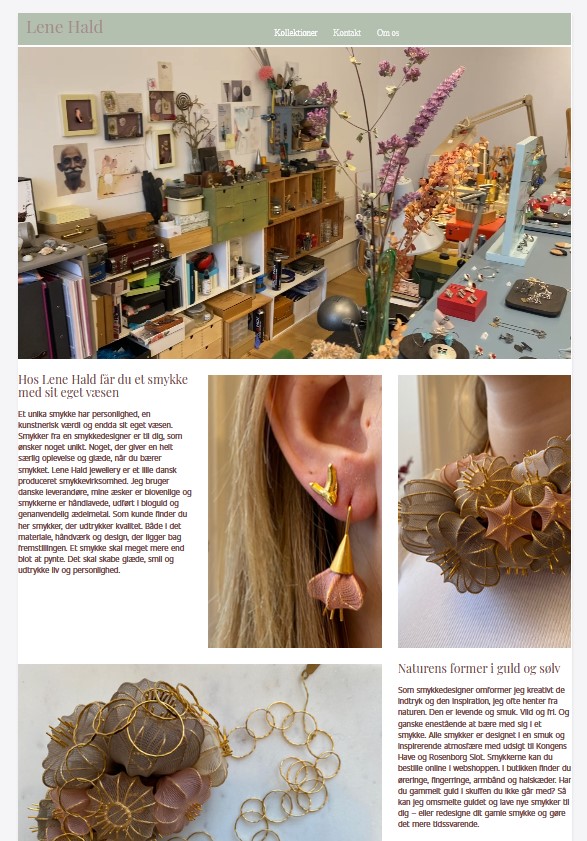 Lene Hald
Kollektioner Kontakt Om os
Hos Lene Hald får du et smykke
med sit eget væsen
Et unika smykke har personlighed, en
kunstnerisk værdi og endda sit eget væsen.
Smykker fra en smykkedesigner er til dig, som
ønsker noget unikt. Noget, der giver en helt
særlig oplevelse og glæde, når du bærer
smykket. Lene Hald jewellery er et lille dansk
produceret smykkevirksomhed. Jeg bruger
danske leverandøre, mine æsker er biovenlige og
smykkerne er håndlavede, udført i bioguld og
genanvendelig ædelmetal. Som kunde finder du
her smykker, der udtrykker kvalitet. Både i det
materiale, håndværk og design, der ligger bag
fremstillingen. Et smykke skal meget mere end
blot at pynte. Det skal skabe glæde, smil og
udtrykke liv og personlighed.
Naturens former i guld og sølv
Som smykkedesigner omformer jeg kreativt de
indtryk og den inspiration, jeg ofte henter fra
naturen. Den er levende og smuk. Vild og fri. Og
ganske enestående at bære med sig i et
smykke. Alle smykker er designet i en smuk og
inspirerende atmosfære med udsigt til Kongens
Have og Rosenborg Slot. Smykkerne kan du
bestille online i webshoppen. I butikken finder du
øreringe, fingerringe, armbånd og halskæder. Har
du gammelt guld i skuffen du ikke går med? Så
kan jeg omsmelte guldet og lave nye smykker til
dig – eller redesigne dit gamle smykke og gøre
det mere tidssvarende.